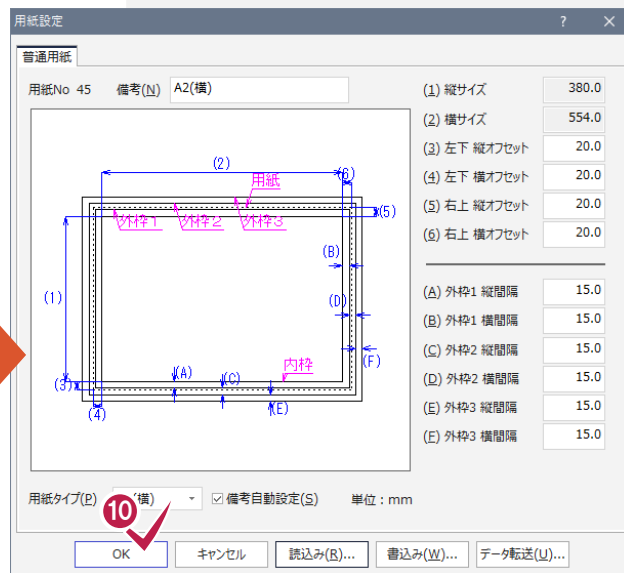 用紙設定 ? ×
普通用紙
用紙No 45 備考(N) A2(横)
(1) 縦サイズ 380.0
(2) 横サイズ 554.0
(3) 左下 縦オフセット 20.0
(4) 左下 横オフセット 20.0
(5) 右上 縦オフセット 20.0
(6) 右上 横オフセット 20.0
(A) 外枠1 縦間隔 15.0
(B) 外枠1 横間隔 15.0
(C) 外枠2 縦間隔 15.0
(D) 外枠2 横間隔 15.0
(E) 外枠3 縦間隔 15.0
(F) 外枠3 横間隔 15.0
(2)
用紙 (6)
外枠1 外枠2 外枠3 (5)
(B)
(1) (D)
内枠 (F)
(3) (A) (C)
(4) (E)
用紙タイプ(P) (横) 備考自動設定(S) 単位：mm
10
OK キャンセル 読込み(R)... 書込み(W)... データ転送(U)...